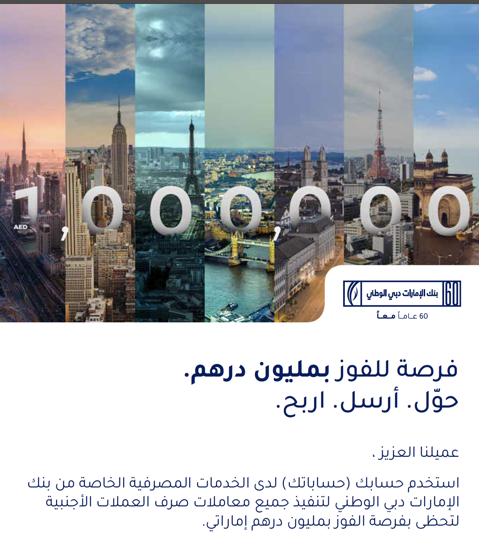 1,000,000
AED
بنك الإمارات دبي الوطني 60
60 عـامـاً مـعـاً
فرصة للفوز بمليون درهم.
حوّل. أرسل. اربح.
عميلنا العزيز ،
استخدم حسابك (حساباتك) لدى الخدمات المصرفية الخاصة من بنك
الإمارات دبي الوطني لتنفيذ جميع معاملات صرف العملات الأجنبية
لتحظى بفرصة الفوز بمليون درهم إماراتي.